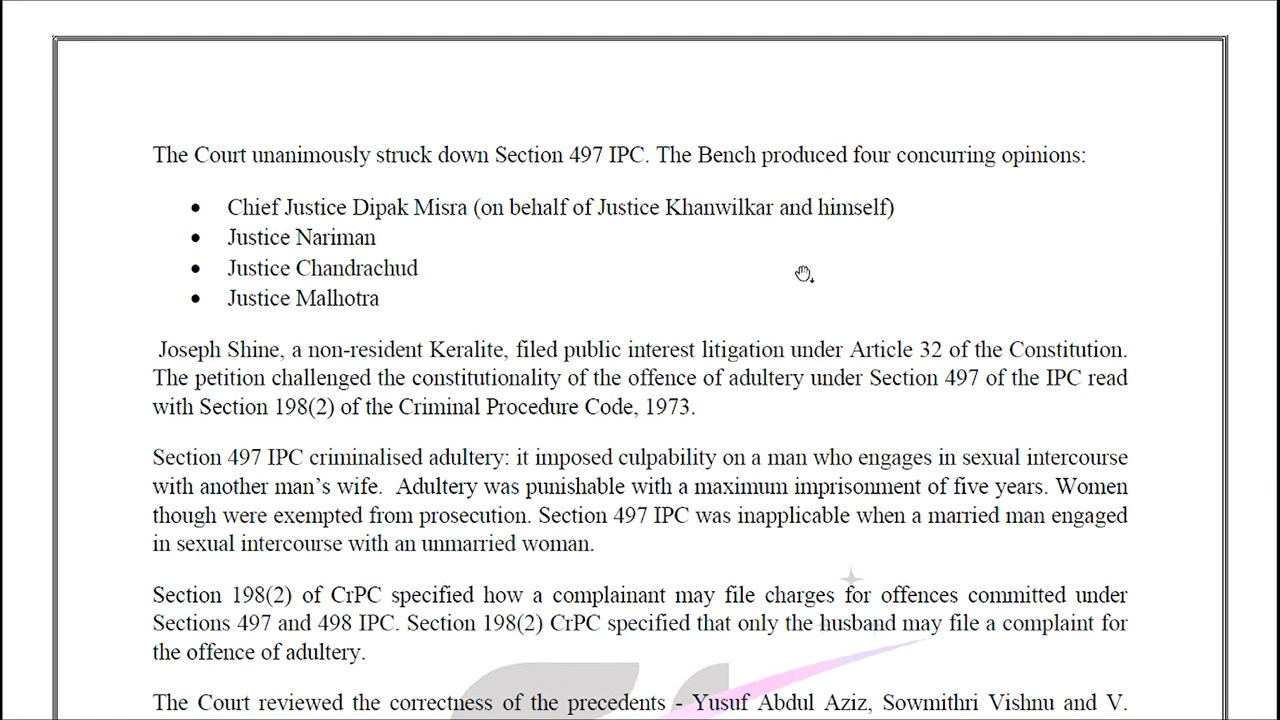 The Court unanimously struck down Section 497 IPC. The Bench produced four concurring opinions:
• Chief Justice Dipak Misra (on behalf of Justice Khanwilkar and himself)
• Justice Nariman
• Justice Chandrachud
• Justice Malhotra
Joseph Shine, a non-resident Keralite, filed public interest litigation under Article 32 of the Constitution.
The petition challenged the constitutionality of the offence of adultery under Section 497 of the IPC read
with Section 198(2) of the Criminal Procedure Code, 1973.
Section 497 IPC criminalised adultery: it imposed culpability on a man who engages in sexual intercourse
with another man’s wife.  Adultery was punishable with a maximum imprisonment of five years. Women
though were exempted from prosecution. Section 497 IPC was inapplicable when a married man engaged
in sexual intercourse with an unmarried woman.
Section 198(2) of CrPC specified how a complainant may file charges for offences committed under
Sections 497 and 498 IPC. Section 198(2) CrPC specified that only the husband may file a complaint for
the offence of adultery.
The Court reviewed the correctness of the precedents - Yusuf Abdul Aziz, Sowmithri Vishnu and V.